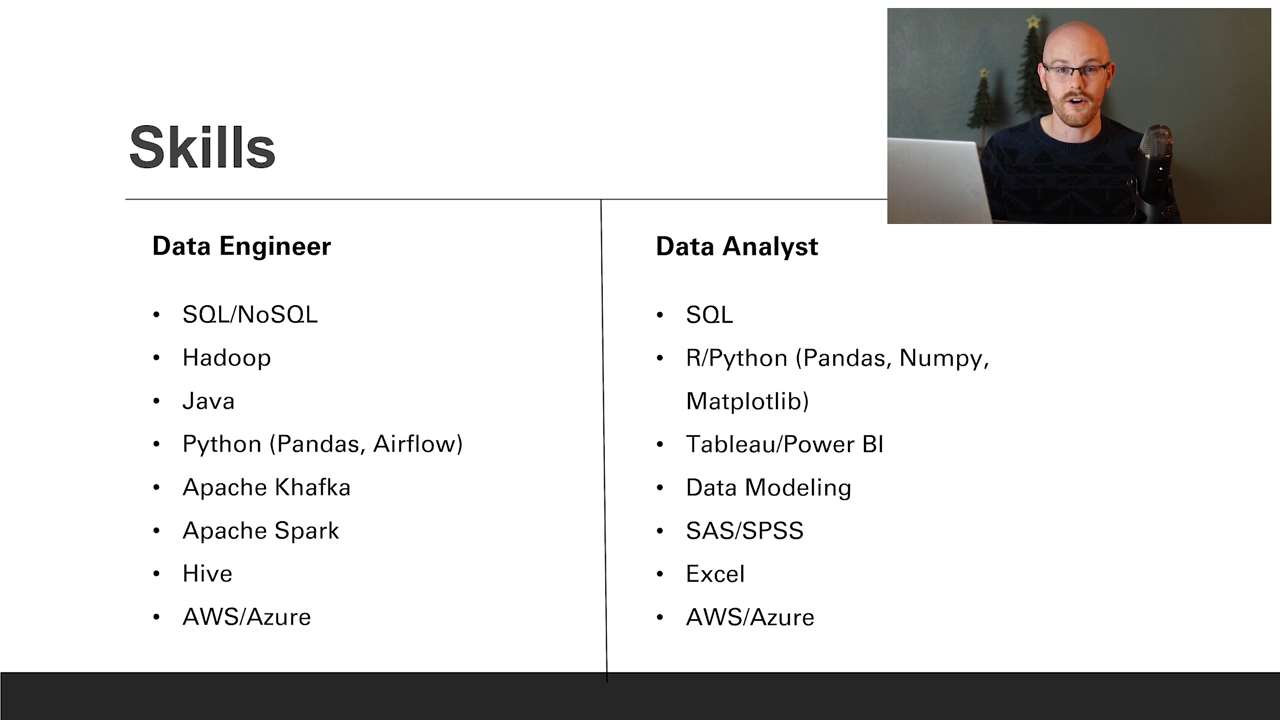 Skills
Data Engineer
• SQL/NoSQL
• Hadoop
• Java
• Python (Pandas, Airflow)
• Apache Khafka
• Apache Spark
• Hive
• AWS/Azure
Data Analyst
• SQL
• R/Python (Pandas, Numpy,
Matplotlib)
• Tableau/Power BI
• Data Modeling
• SAS/SPSS
• Excel
• AWS/Azure